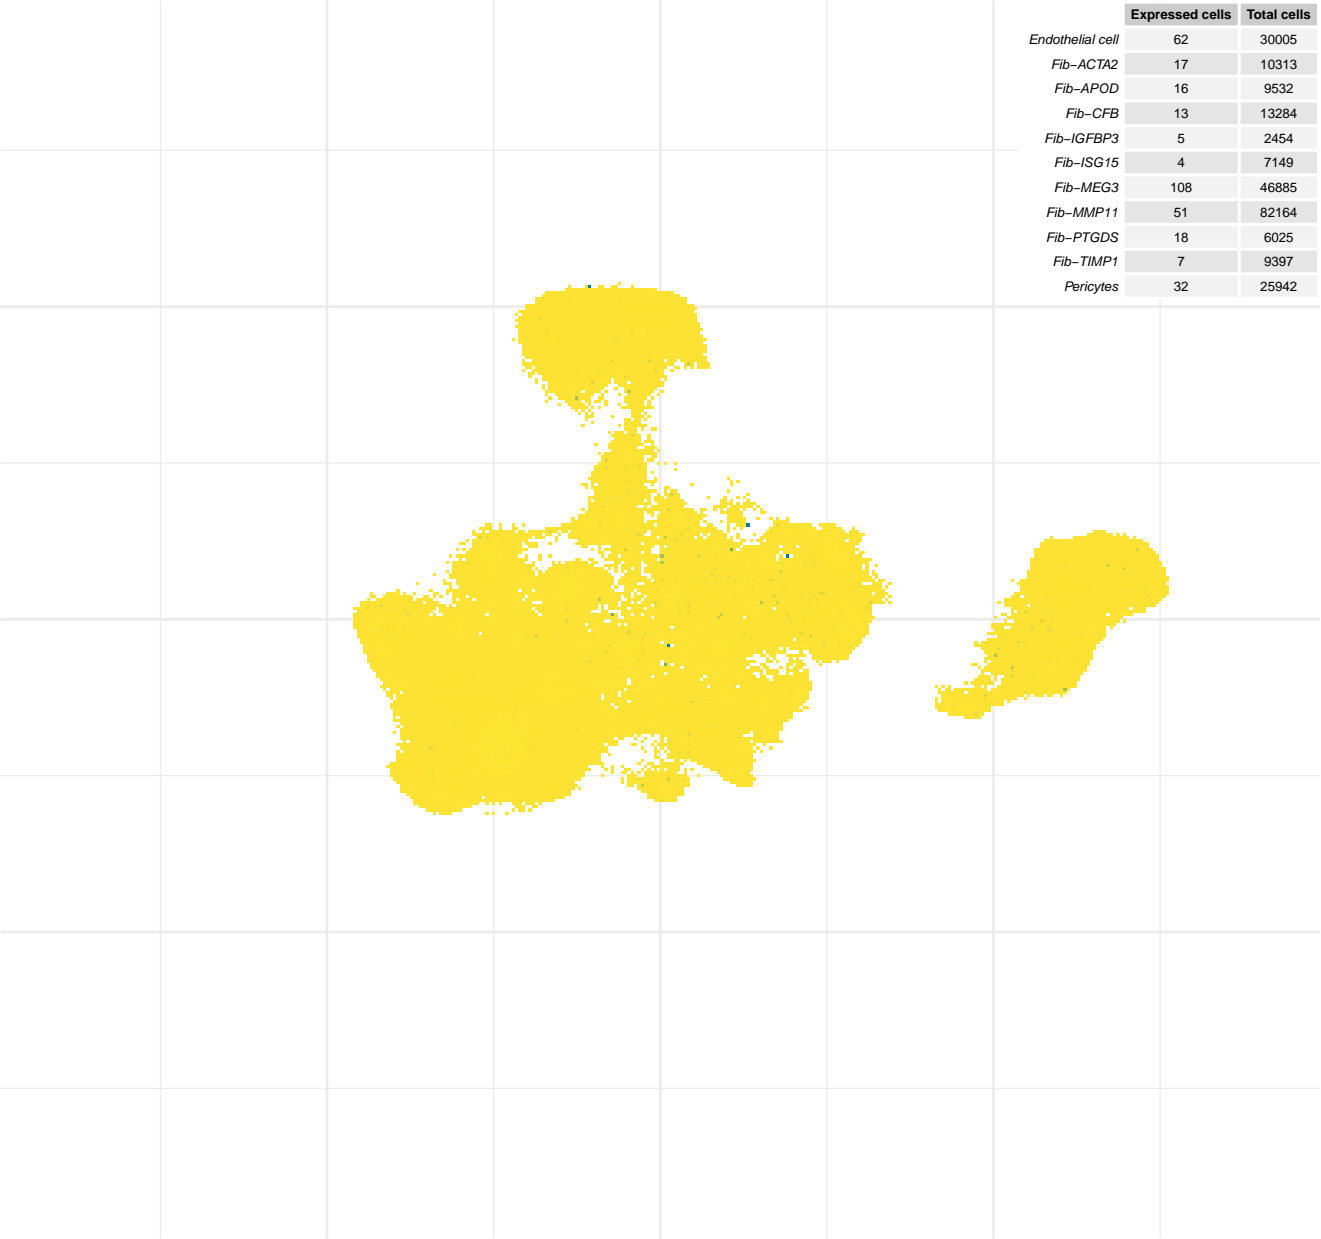 Expressed cells Total cells
Endothelial cell 62 30005
Fib−ACTA2 17 10313
Fib−APOD 16 9532
Fib−CFB 13 13284
Fib−IGFBP3 5 2454
Fib−ISG15 4 7149
Fib−MEG3 108 46885
Fib−MMP11 51 82164
Fib−PTGDS 18 6025
Fib−TIMP1 7 9397
Pericytes 32 25942